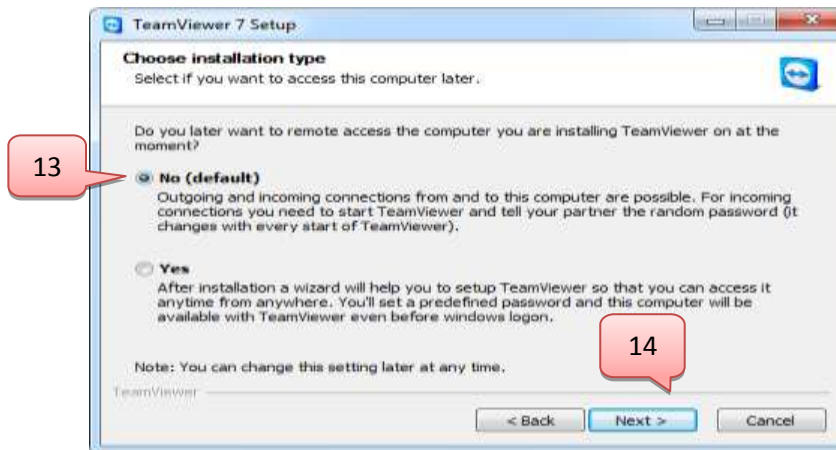 TeamViewer 7 Setup
Choose installation type
Select if you want to access this computer later.
Do you later want to remote access the computer you are installing TeamViewer on at the
moment?
13
No (default)
Outgoing and incoming connections from and to this computer are possible. For incoming
connections you need to start TeamViewer and tell your partner the random password (it
changes with every start of TeamViewer).
Yes
After installation a wizard will help you to setup TeamViewer so that you can access it
anytime from anywhere. You'll set a predefined password and this computer will be
available with TeamViewer even before windows logon.
14
Note: You can change this setting later at any time.
TeamViewer
< Back Next > Cancel